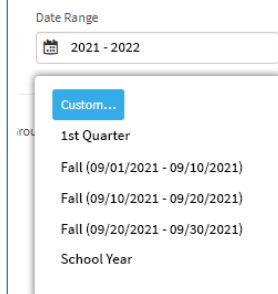 Date Range
2021 - 2022
Custom...
1st Quarter
Fall (09/01/2021 - 09/10/2021)
Fall (09/10/2021 - 09/20/2021)
Fall (09/20/2021 - 09/30/2021)
School Year